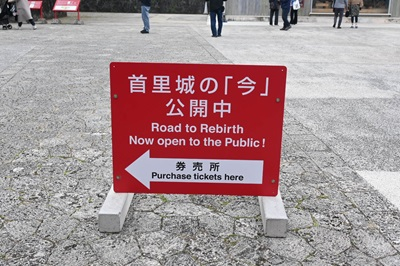 首里城の「今」
公開中
Road to Rebirth
Now open to the Public!
券売所
Purchase tickets here